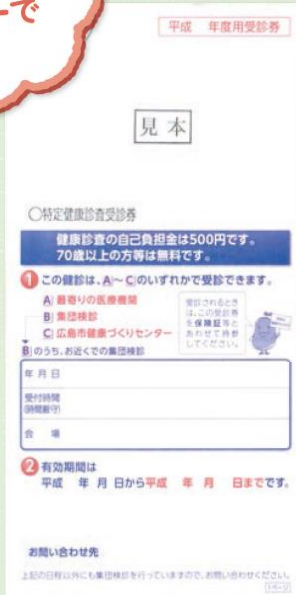 で
平成　年度用受診券
見 本
○特定健康診査受診券
健康診査の自己負担金は500円です。
70歳以上の方等は無料です。
1 この健診は、A～Cのいずれかで受診できます。
A 最寄りの医療機関
B 集団検診
C 広島市健康づくりセンター
受診されるとき
は、この受診券
を保険証等と
あわせて持参
してください。
Bのうち、お近くでの集団検診
年 月 日
受付時間
(時間厳守)
会　場
2 有効期間は
平成　年　月　日から平成　年　月　日までです。
お問い合わせ先
上記の日程以外にも集団検診を行っていますので、お問い合わせください。